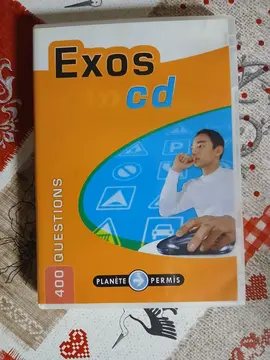 Exos
cd
400 QUESTIONS
PLANÈTE PERMIS